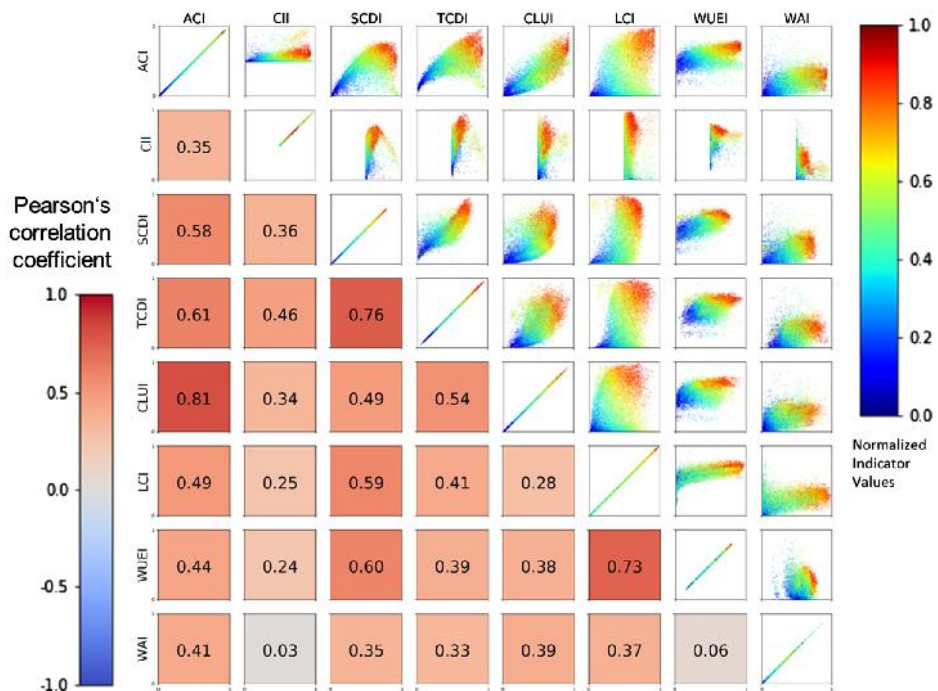 ACI CII SCDI TCDI CLUI LCI WUEI WAI
ACI
CII 0.35
SCDI 0.58 0.36
TCDI 0.61 0.46 0.76
CLUI 0.81 0.34 0.49 0.54
LCI 0.49 0.25 0.59 0.41 0.28
WUEI 0.44 0.24 0.60 0.39 0.38 0.73
WAI 0.41 0.03 0.35 0.33 0.39 0.37 0.06
Pearson's
correlation
coefficient
1.0
0.5
0.0
-0.5
-1.0
1.0
0.8
0.6
0.4
0.2
0.0
Normalized
Indicator
Values